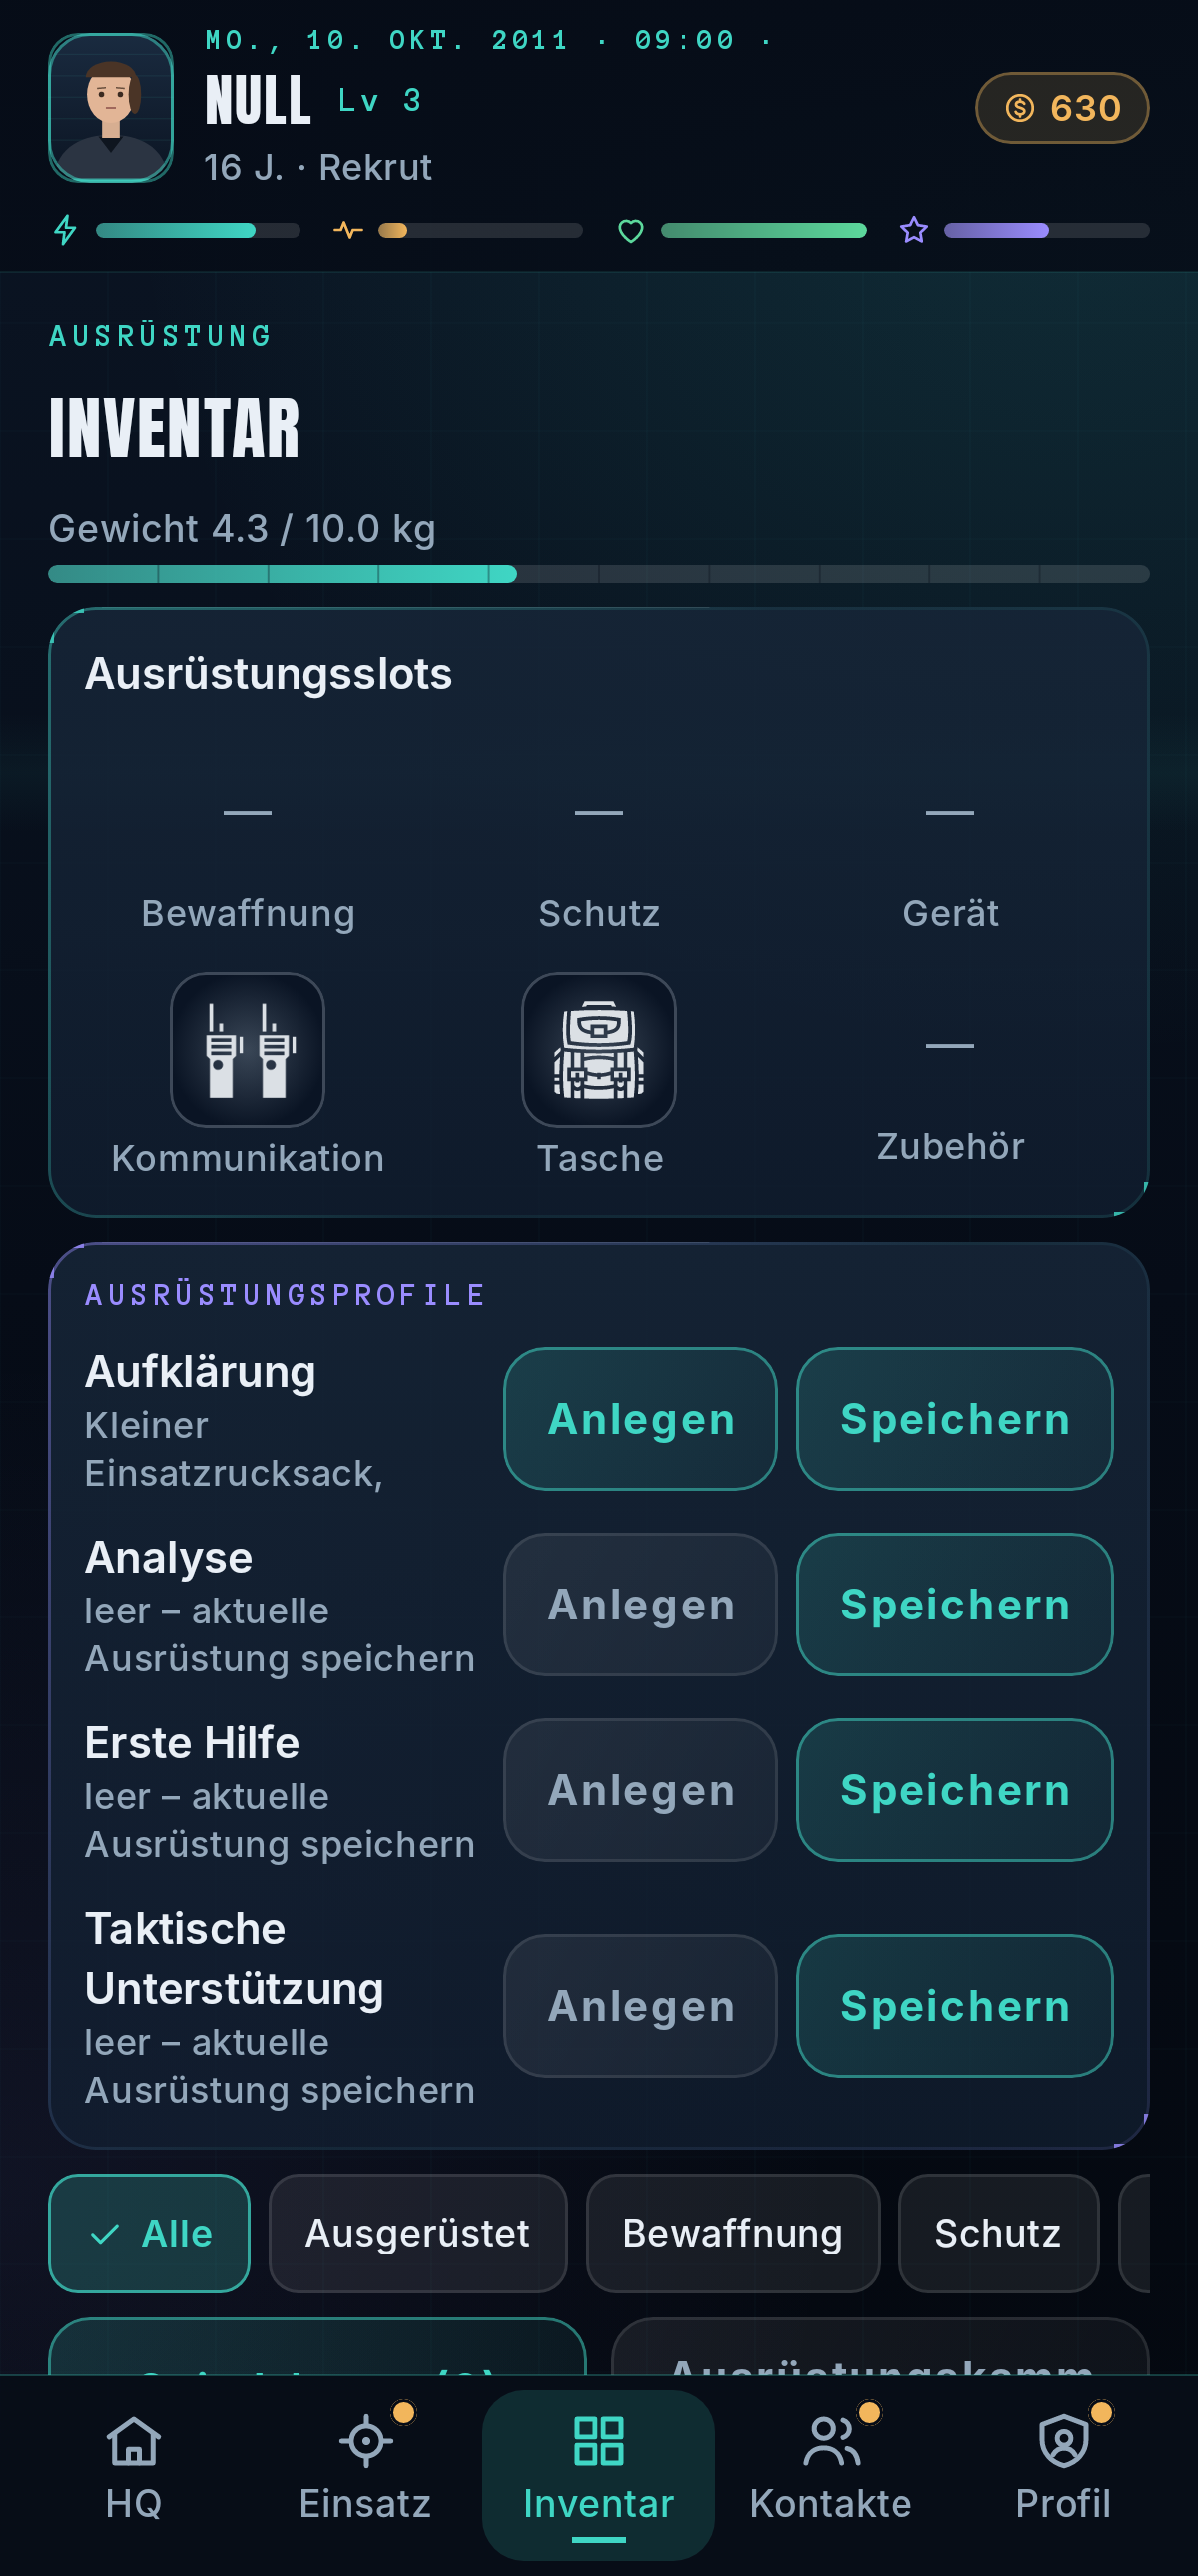 MO., 10. OKT. 2011 · 09:00 ·
NULL Lv 3
630
16 J. · Rekrut
AUSRÜSTUNG
INVENTAR
Gewicht 4.3 / 10.0 kg
Ausrüstungsslots
— — —
Bewaffnung Schutz Gerät
—
Kommunikation Tasche Zubehör
AUSRÜSTUNGSPROFILE
Aufklärung
Kleiner
Einsatzrucksack,
Anlegen Speichern
Analyse
leer – aktuelle
Ausrüstung speichern
Anlegen Speichern
Erste Hilfe
leer – aktuelle
Ausrüstung speichern
Anlegen Speichern
Taktische
Unterstützung
leer – aktuelle
Ausrüstung speichern
Anlegen Speichern
Alle Ausgerüstet Bewaffnung Schutz
HQ Einsatz Inventar Kontakte Profil